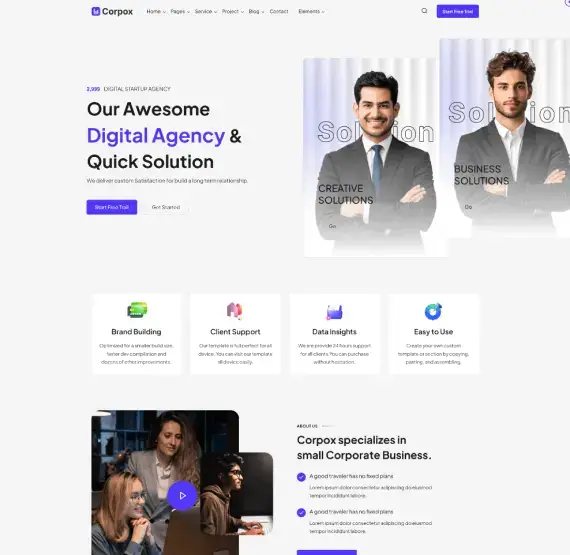 Corpox
Home Pages Service Project Blog Contact Elements
Start Free Trail
2,999 DIGITAL STARTUP AGENCY
Our Awesome
Digital Agency &
Quick Solution
We deliver custom Satisfaction for build a long term relationship.
Start Free Trail Get Started
Solution
CREATIVE
SOLUTIONS
Go
Solution
BUSINESS
SOLUTIONS
Go
Brand Building
Optimized for a smaller build size,
faster dev compilation and
dozens of other improvements.
Client Support
Our template is full perfect for all
device. You can visit our template
all device easily.
Data Insights
We are provide 24 hours support
for all clients. You can purchase
without hesitation.
Easy to Use
Create your own custom
template or section by copying,
pasting, and assembling.
ABOUT US
Corpox specializes in
small Corporate Business.
A good traveler has no fixed plans
Lorem ipsum dolor consectetur adipiscing do eiusmod
tempor incididunt labore.
A good traveler has no fixed plans
Lorem ipsum dolor consectetur adipiscing do eiusmod
tempor incididunt labore.